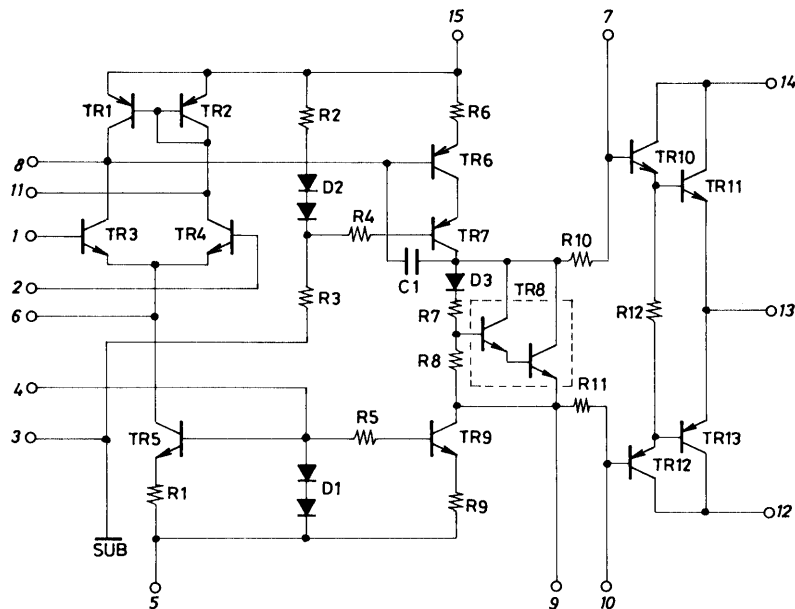 15
7
14
TR1
TR2
R2
R6
TR10
TR11
8
D2
TR6
11
1
TR3
TR4
R4
TR7
R10
2
R3
C1
D3
TR8
6
R7
R12
13
R8
4
R11
3
TR5
R5
TR9
TR12
TR13
R1
D1
R9
12
SUB
5
9
10